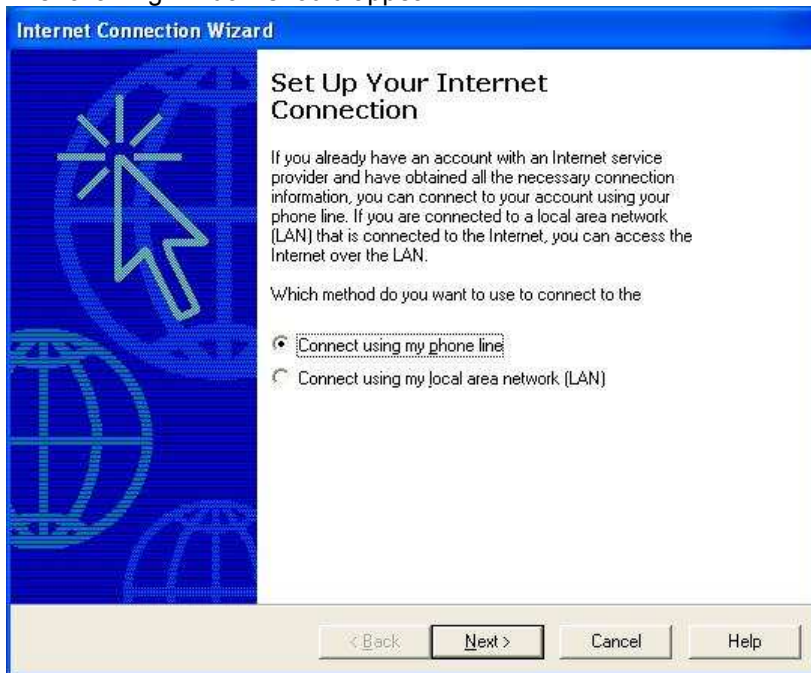 Internet Connection Wizard
Set Up Your Internet
Connection
If you already have an account with an Internet service
provider and have obtained all the necessary connection
information, you can connect to your account using your
phone line. If you are connected to a local area network
(LAN) that is connected to the Internet, you can access the
Internet over the LAN.
Which method do you want to use to connect to the
Connect using my phone line
Connect using my local area network (LAN)
< Back Next > Cancel Help